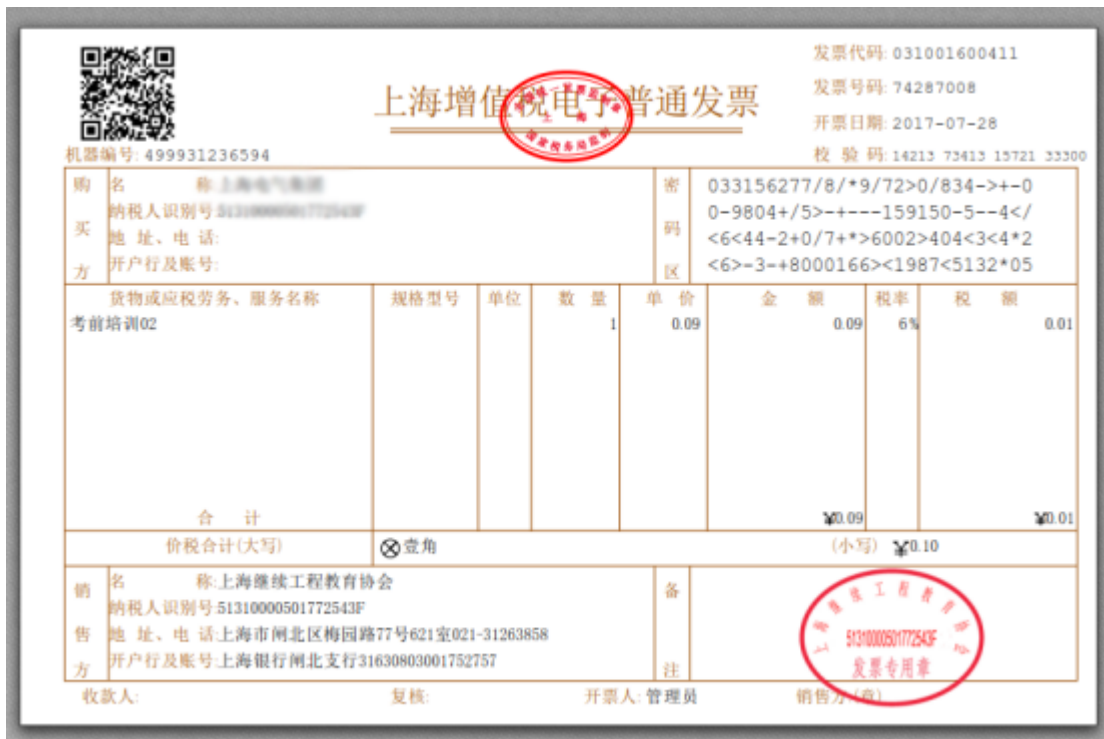 发票代码: 031001600411
上海增值税电子普通发票
发票号码: 74287008
开票日期: 2017-07-28
机器编号: 499931236594
校 验 码: 14213 73413 15721 33300
购买方
名 称:
纳税人识别号:
地 址、电 话:
开户行及账号:
密码区
033156277/8/*9/72>0/834->+-0
0-9804+/5>-+---159150-5--4</
<6<44-2+0/7+*>6002>404<3<4*2
<6>-3-+8000166><1987<5132*05
货物或应税劳务、服务名称 规格型号 单位 数 量 单 价 金 额 税率 税 额
考前培训02 1 0.09 0.09 6% 0.01
合 计 ¥0.09 ¥0.01
价税合计(大写) ⊗壹角 (小写) ¥0.10
销售方
名 称:上海继续工程教育协会
纳税人识别号:51310000501772543F
地 址、电 话:上海市闸北区梅园路77号621室021-31263858
开户行及账号:上海银行闸北支行31630803001752757
备注
上海继续工程教育协会
51310000501772543F
发票专用章
收款人: 复核: 开票人: 管理员 销售方:(章)